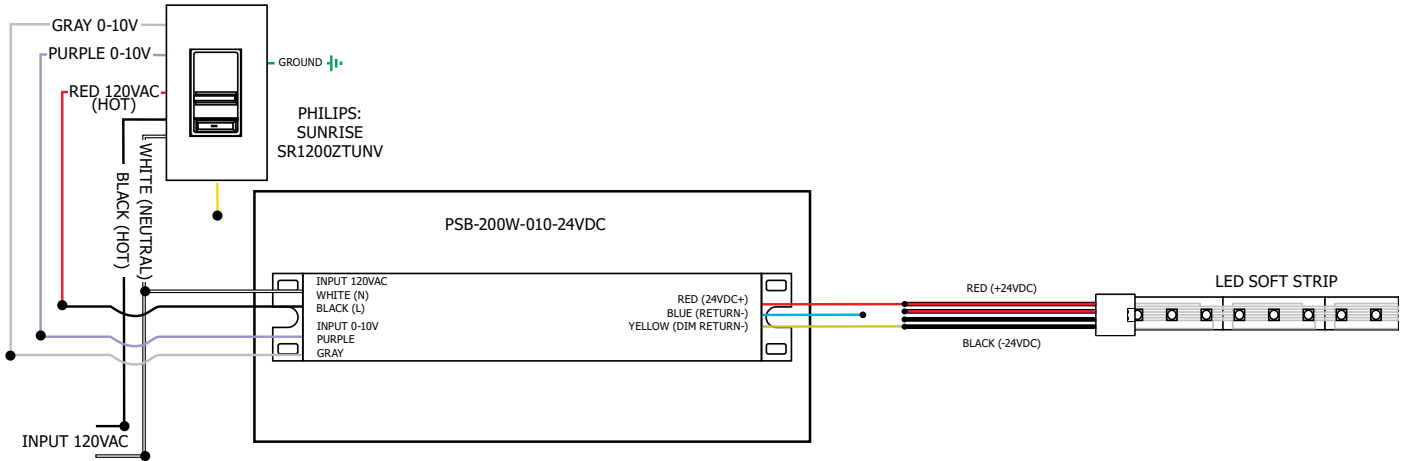 GRAY 0-10V
PURPLE 0-10V
RED 120VAC
(HOT)
GROUND
PHILIPS:
SUNRISE
SR1200ZTUNV
WHITE (NEUTRAL)
BLACK (HOT)
INPUT 120VAC
PSB-200W-010-24VDC
INPUT 120VAC
WHITE (N)
BLACK (L)
INPUT 0-10V
PURPLE
GRAY
RED (24VDC+)
BLUE (RETURN-)
YELLOW (DIM RETURN-)
RED (+24VDC)
BLACK (-24VDC)
LED SOFT STRIP